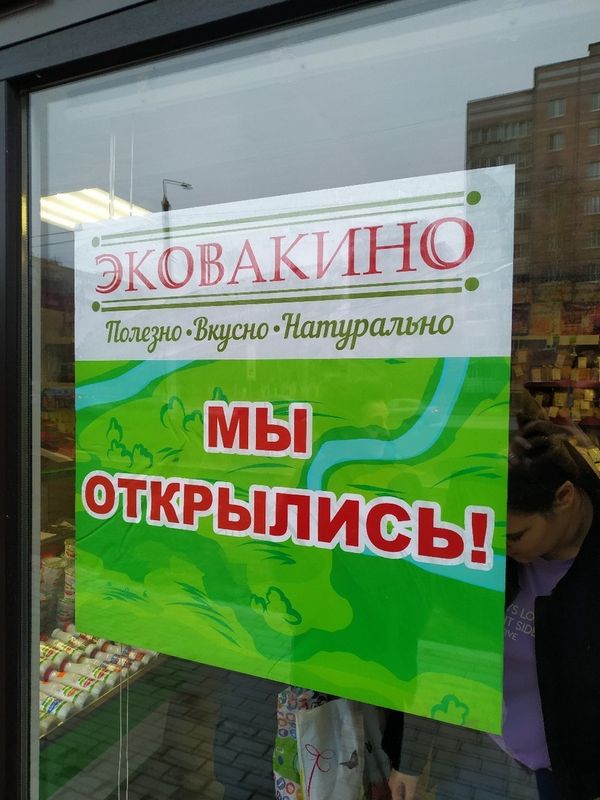 ЭКОВАКИНО
Полезно • Вкусно • Натурально
МЫ
ОТКРЫЛИСЬ!